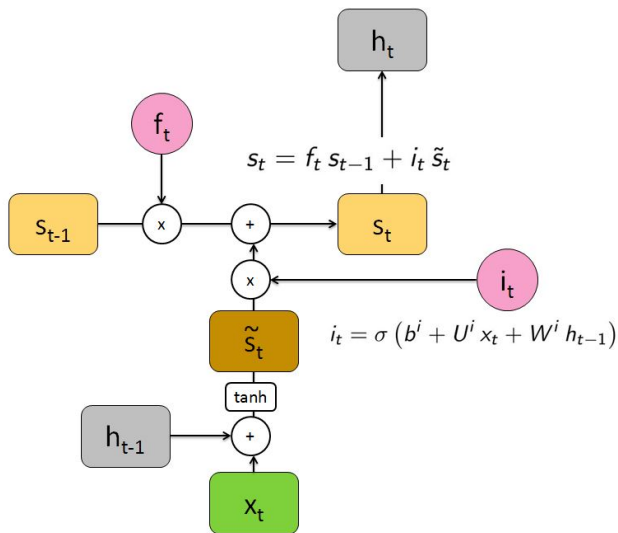 h_t
f_t
s_t = f_t s_{t-1} + i_t s̃_t
s_{t-1}
x
+
s_t
x
i_t
s̃_t
i_t = σ (b^i + U^i x_t + W^i h_{t-1})
tanh
h_{t-1}
+
x_t